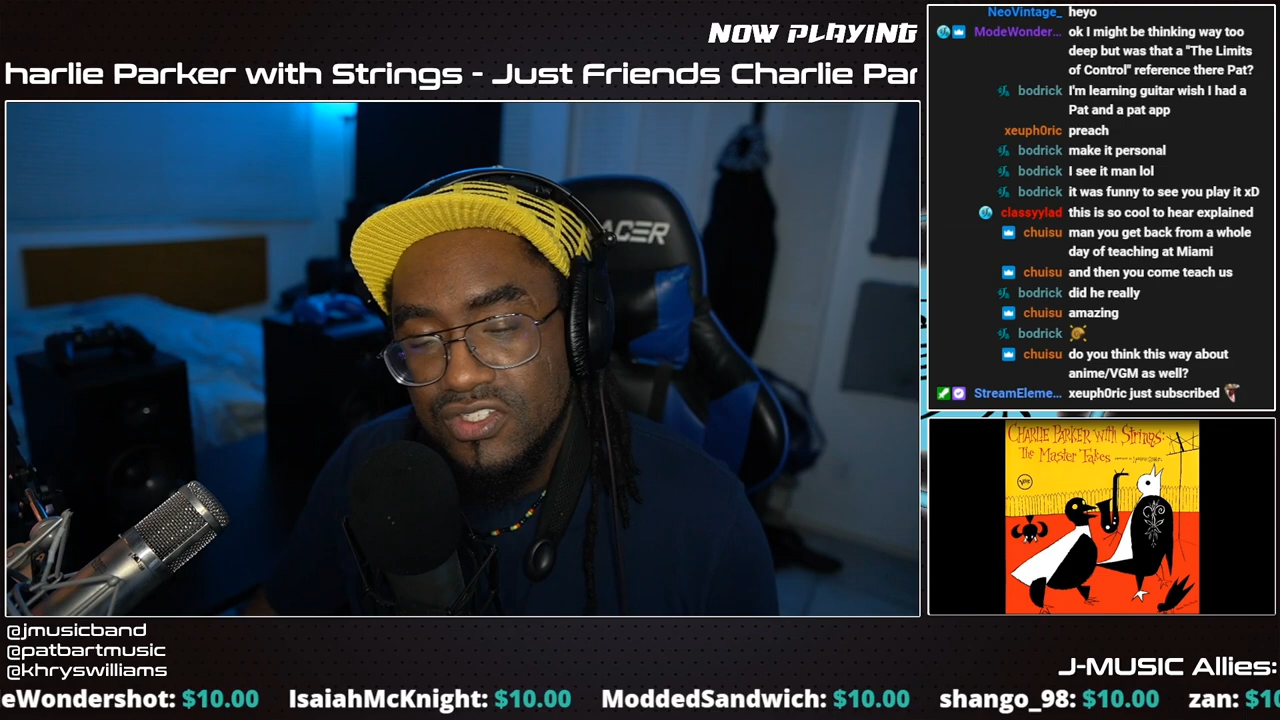 NOW PLAYING
harlie Parker with Strings - Just Friends Charlie Par
NeoVintage_ heyo
ModeWonder... ok I might be thinking way too
deep but was that a "The Limits
of Control" reference there Pat?
bodrick I'm learning guitar wish I had a
Pat and a pat app
xeuph0ric preach
bodrick make it personal
bodrick I see it man lol
bodrick it was funny to see you play it xD
classyylad this is so cool to hear explained
chuisu man you get back from a whole
day of teaching at Miami
chuisu and then you come teach us
bodrick did he really
chuisu amazing
bodrick
chuisu do you think this way about
anime/VGM as well?
StreamEleme... xeuph0ric just subscribed
ACER
CHARLIE PARKER WITH STRINGS:
The Master Takes
Verve
@jmusicband
@patbartmusic
@khryswilliams
J-MUSIC Allies:
eWondershot: $10.00 IsaiahMcKnight: $10.00 ModdedSandwich: $10.00 shango_98: $10.00 zan: $10